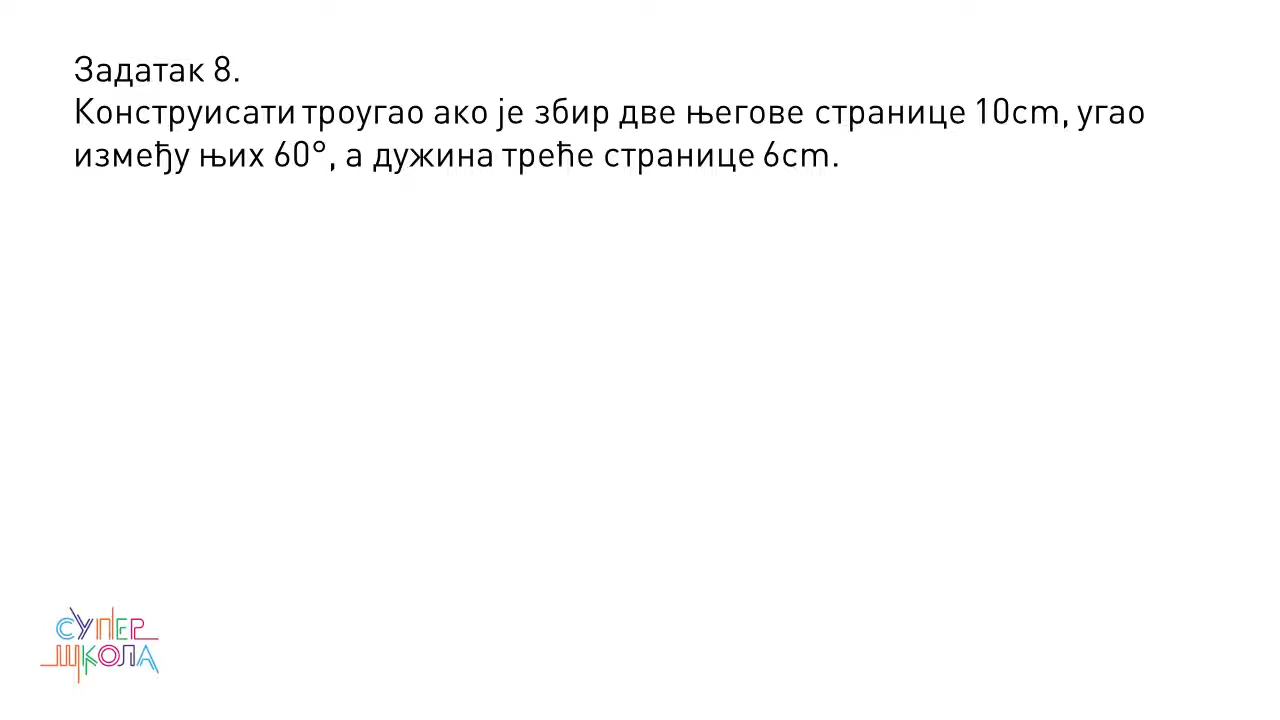 Задатак 8.
Конструисати троугао ако је збир две његове странице 10cm, угао
између њих 60°, а дужина треће странице 6cm.
СУПЕР
ШКОЛА